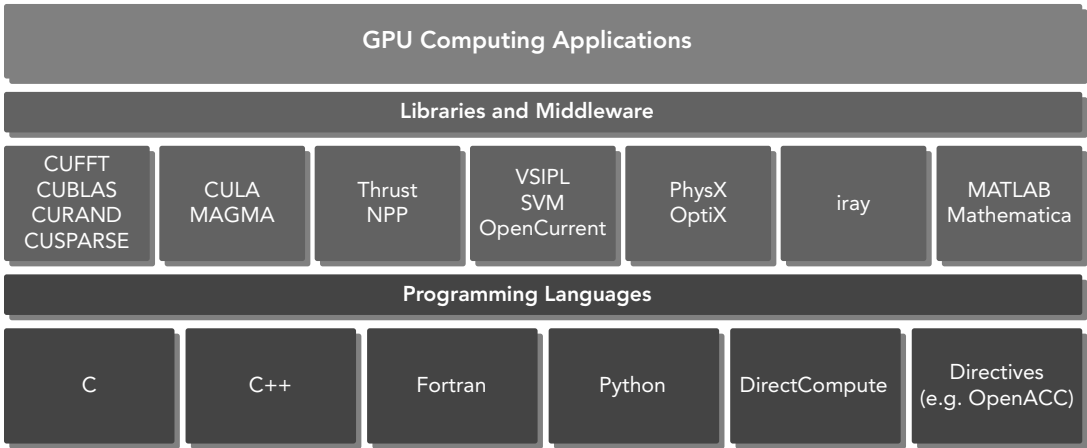 GPU Computing Applications
Libraries and Middleware
CUFFT
CUBLAS
CURAND
CUSPARSE
CULA
MAGMA
Thrust
NPP
VSIPL
SVM
OpenCurrent
PhysX
OptiX
iray
MATLAB
Mathematica
Programming Languages
C
C++
Fortran
Python
DirectCompute
Directives
(e.g. OpenACC)